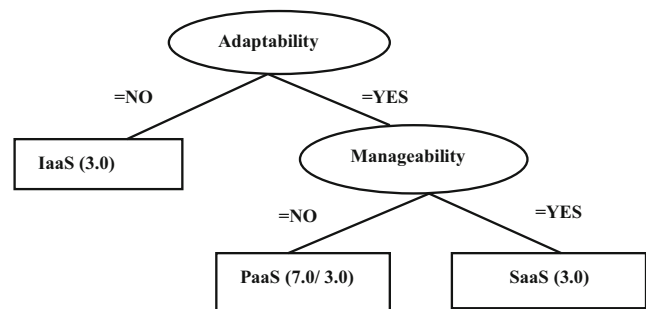 Adaptability
=NO
=YES
IaaS (3.0)
Manageability
=NO
=YES
PaaS (7.0/ 3.0)
SaaS (3.0)